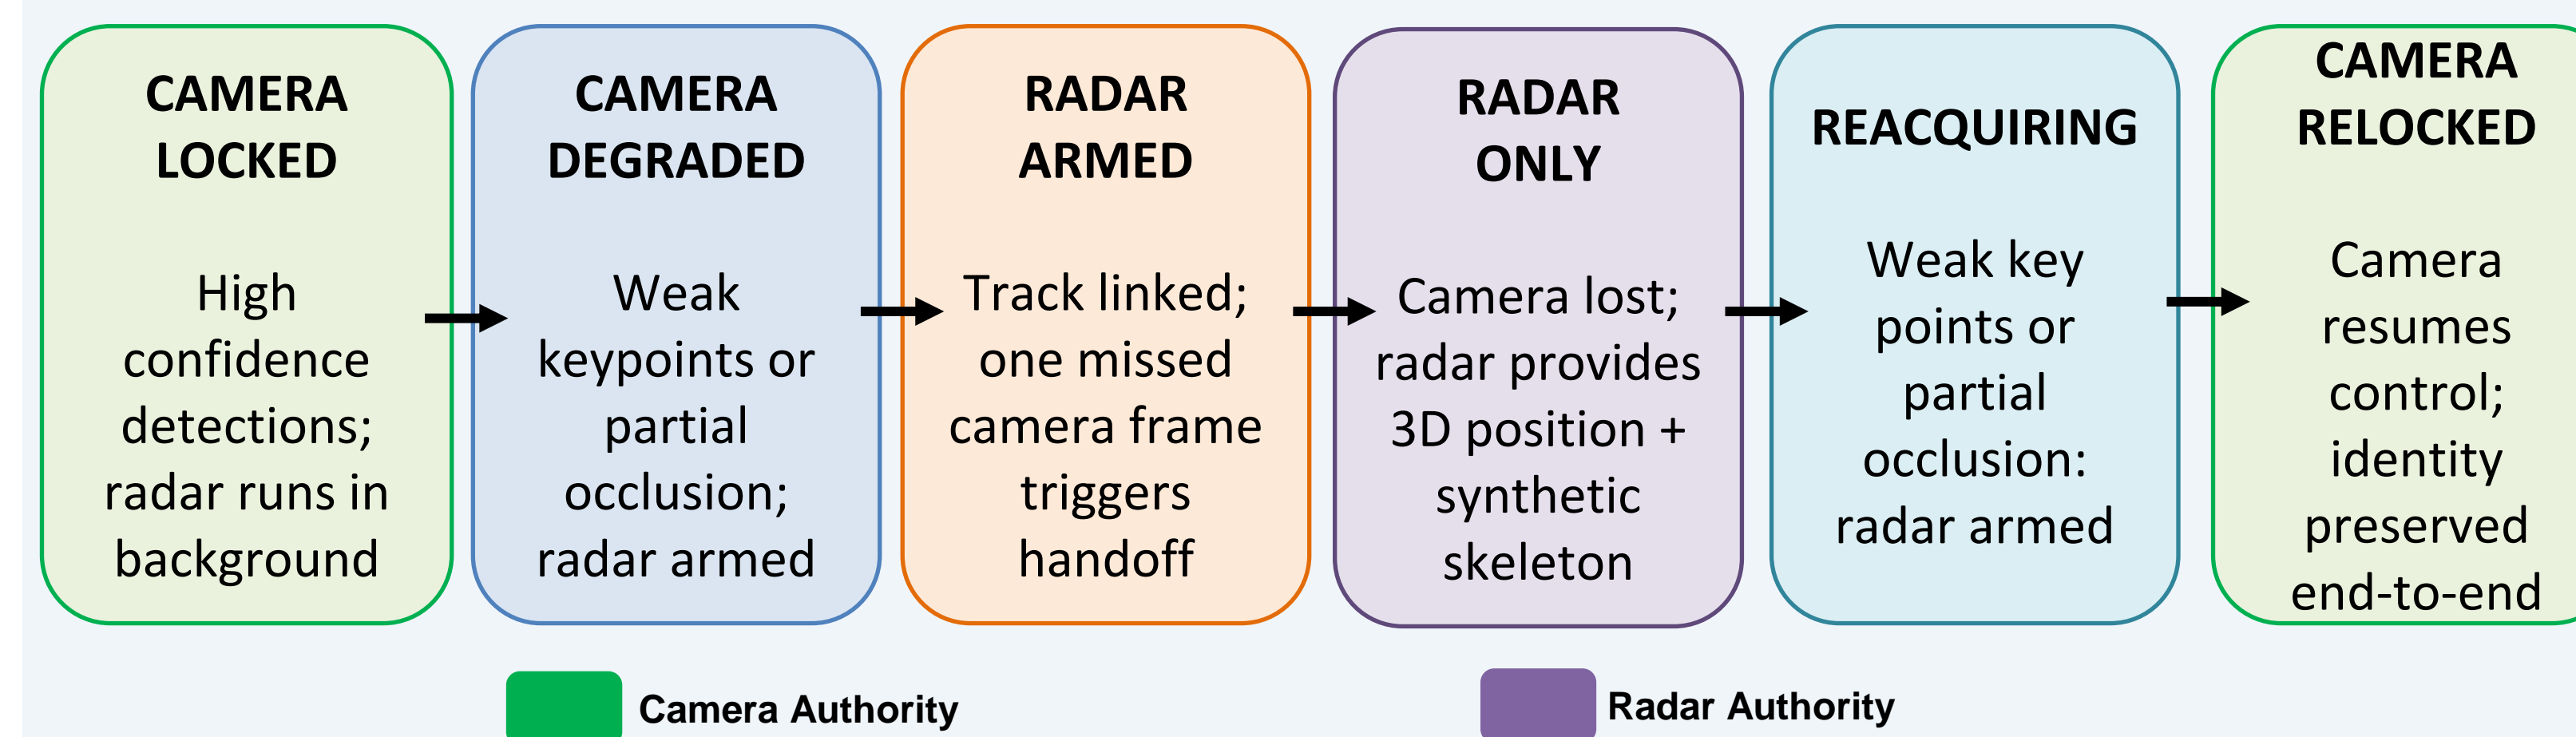 CAMERA
LOCKED
High
confidence
detections;
radar runs in
background
CAMERA
DEGRADED
Weak
keypoints or
partial
occlusion;
radar armed
RADAR
ARMED
Track linked;
one missed
camera frame
triggers
handoff
RADAR
ONLY
Camera lost;
radar provides
3D position +
synthetic
skeleton
REACQUIRING
Weak key
points or
partial
occlusion:
radar armed
CAMERA
RELOCKED
Camera
resumes
control;
identity
preserved
end-to-end
Camera Authority
Radar Authority